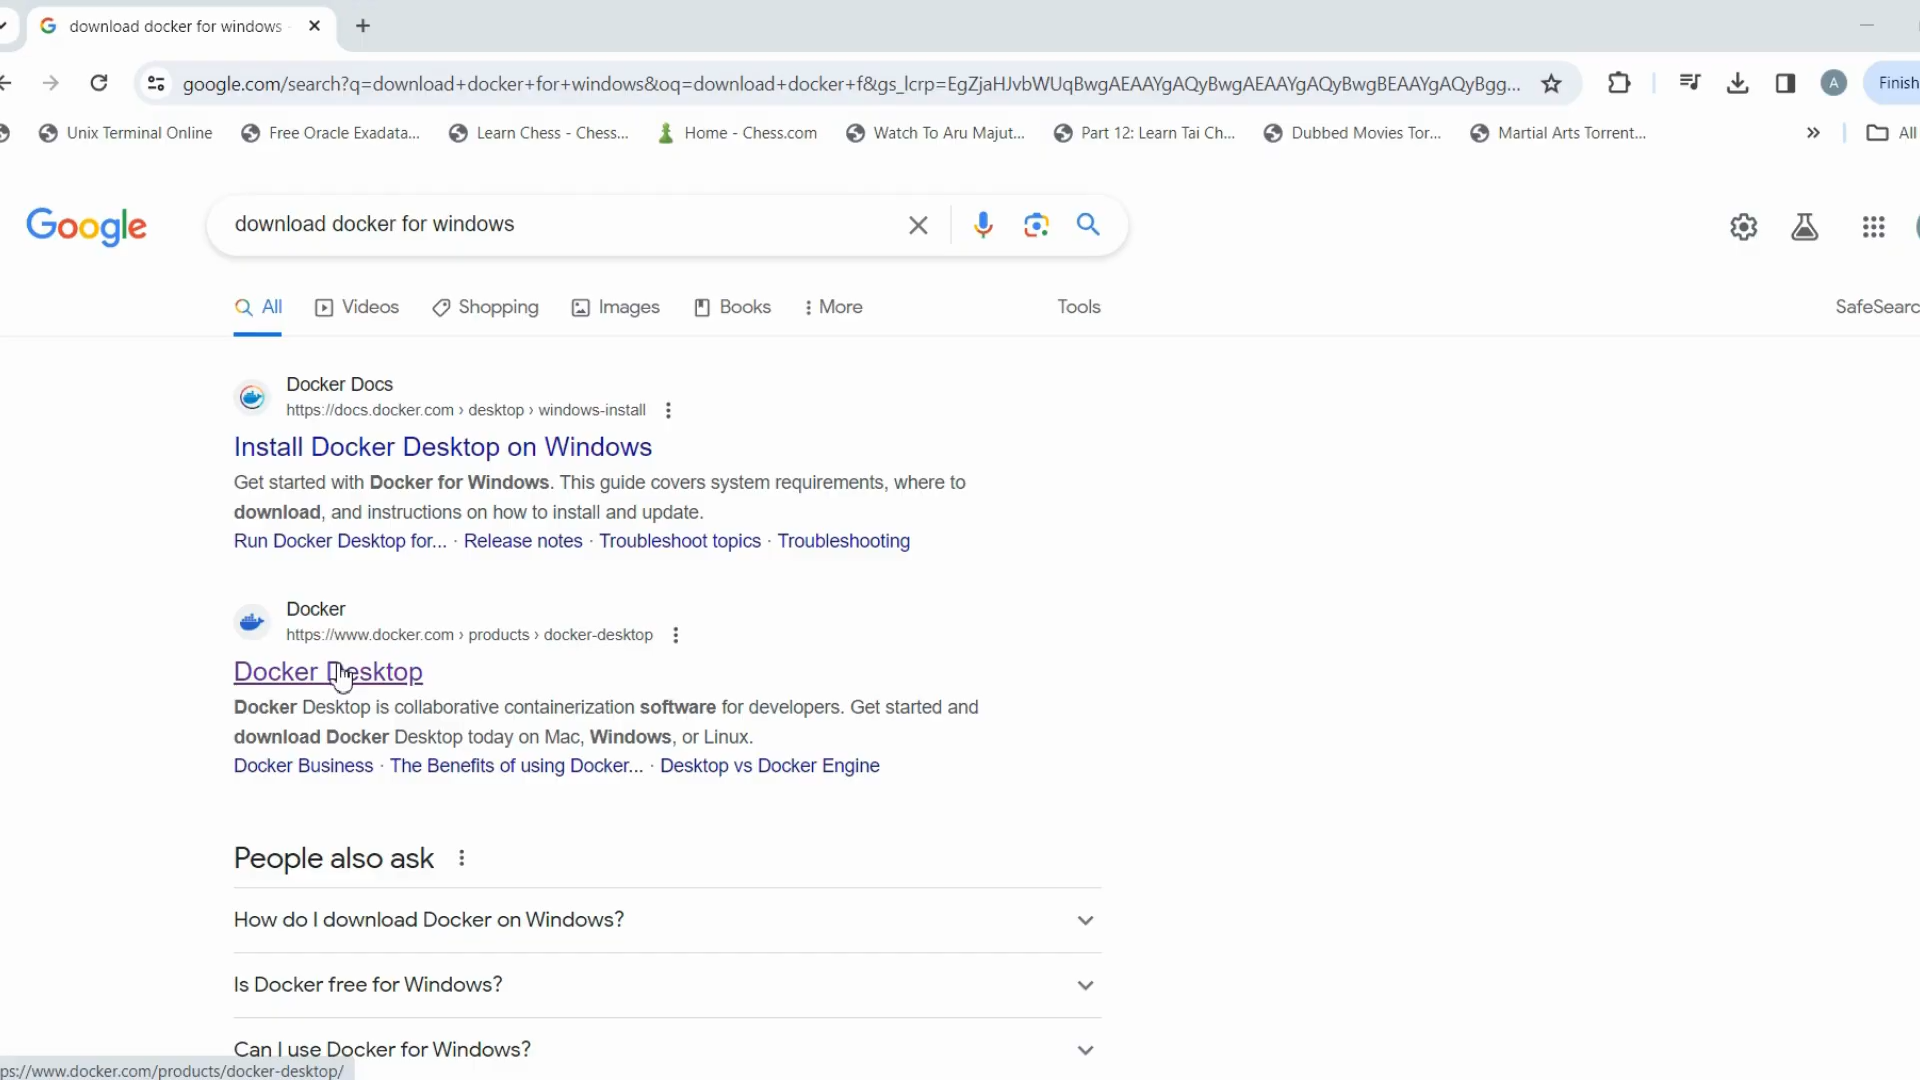 download docker for windows
google.com/search?q=download+docker+for+windows&oq=download+docker+f&gs_lcrp=EgZjaHJvbWUqBwgAEAAYgAQyBwgAEAAYgAQyBwgBEAAYgAQyBgg...
A
Finish
Unix Terminal Online
Free Oracle Exadata...
Learn Chess - Chess...
Home - Chess.com
Watch To Aru Majut...
Part 12: Learn Tai Ch...
Dubbed Movies Tor...
Martial Arts Torrent...
All
Google
download docker for windows
All
Videos
Shopping
Images
Books
More
Tools
SafeSearc
Docker Docs
https://docs.docker.com › desktop › windows-install
Install Docker Desktop on Windows
Get started with Docker for Windows. This guide covers system requirements, where to
download, and instructions on how to install and update.
Run Docker Desktop for... · Release notes · Troubleshoot topics · Troubleshooting
Docker
https://www.docker.com › products › docker-desktop
Docker Desktop
Docker Desktop is collaborative containerization software for developers. Get started and
download Docker Desktop today on Mac, Windows, or Linux.
Docker Business · The Benefits of using Docker... · Desktop vs Docker Engine
People also ask
How do I download Docker on Windows?
Is Docker free for Windows?
Can I use Docker for Windows?
ps://www.docker.com/products/docker-desktop/